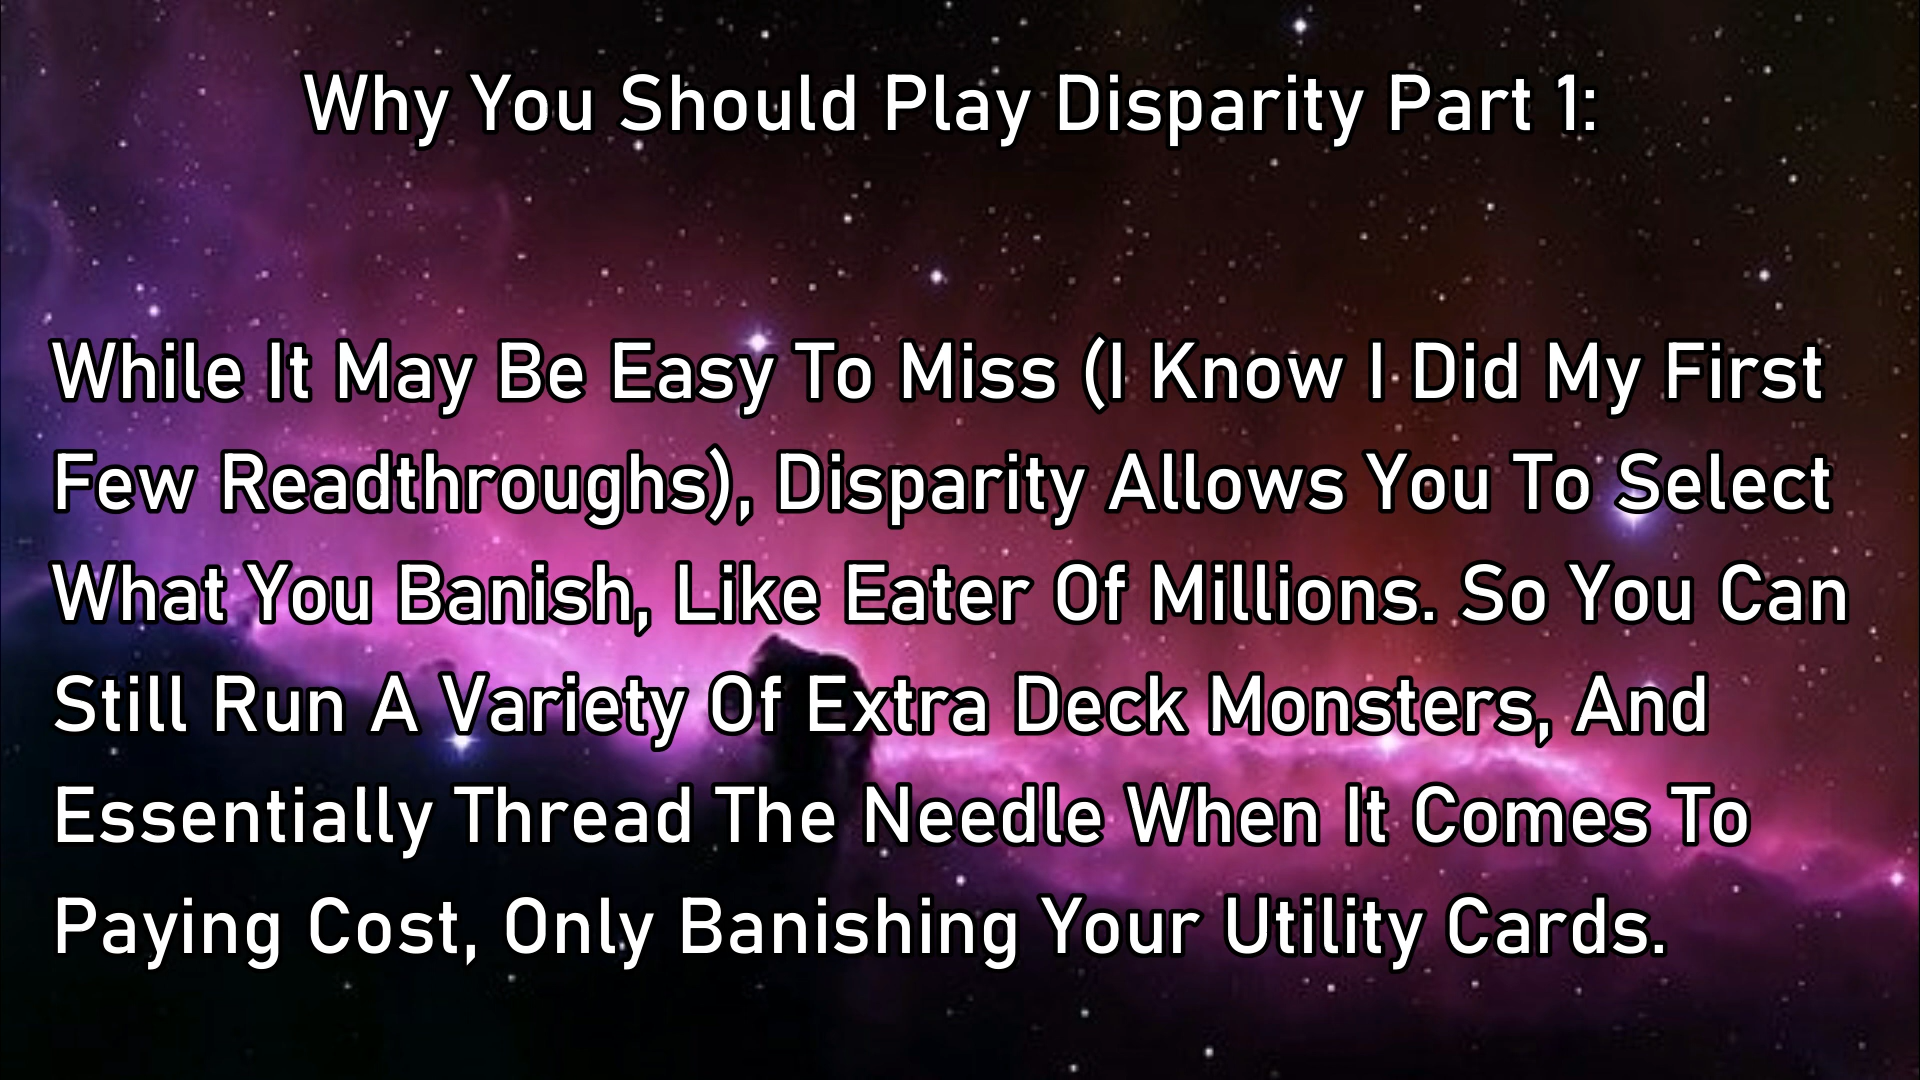 Why You Should Play Disparity Part 1:
While It May Be Easy To Miss (I Know I Did My First
Few Readthroughs), Disparity Allows You To Select
What You Banish, Like Eater Of Millions. So You Can
Still Run A Variety Of Extra Deck Monsters, And
Essentially Thread The Needle When It Comes To
Paying Cost, Only Banishing Your Utility Cards.